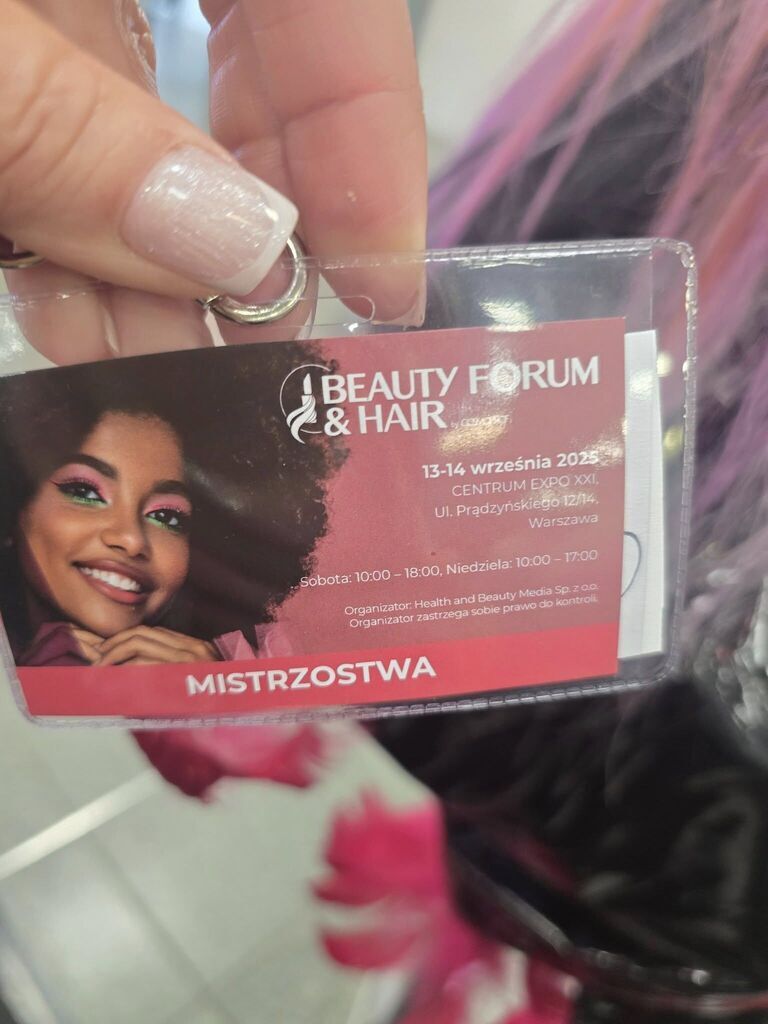 BEAUTY FORUM
& HAIR
13-14 września 2025
CENTRUM EXPO XXI,
Ul. Prądzyńskiego 12/14,
Warszawa
Sobota: 10:00 – 18:00, Niedziela: 10:00 – 17:00
Organizator: Health and Beauty Media Sp. z o.o.
Organizator zastrzega sobie prawo do kontroli.
MISTRZOSTWA